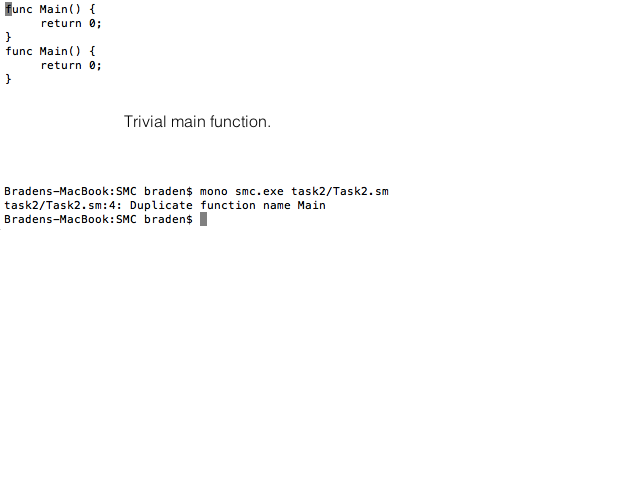 func Main() {
     return 0;
}
func Main() {
     return 0;
}
Trivial main function.
Bradens-MacBook:SMC braden$ mono smc.exe task2/Task2.sm
task2/Task2.sm:4: Duplicate function name Main
Bradens-MacBook:SMC braden$